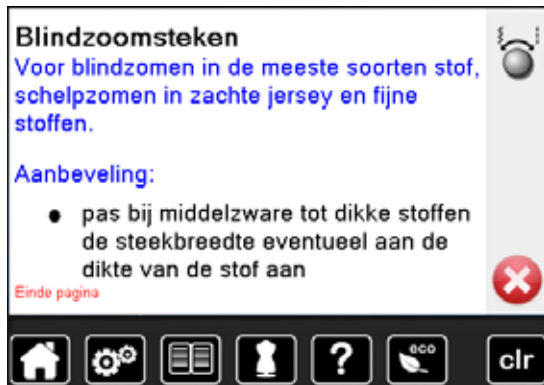 Blindzoomsteken
Voor blindzomen in de meeste soorten stof,
schelpzomen in zachte jersey en fijne
stoffen.
Aanbeveling:
● pas bij middelzware tot dikke stoffen
de steekbreedte eventueel aan de
dikte van de stof aan
Einde pagina
?
eco
clr